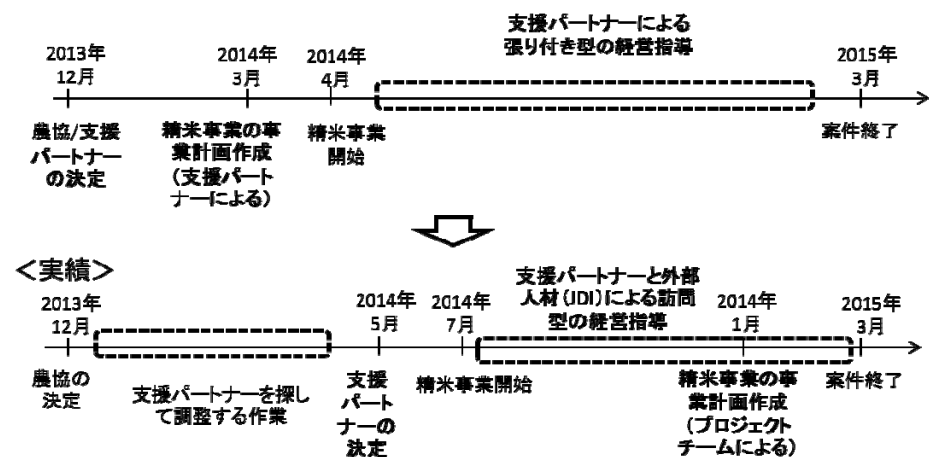 支援パートナーによる
張り付き型の経営指導
2013年
12月
2014年
3月
2014年
4月
2015年
3月
農協/支援
パートナー
の決定
精米事業の事
業計画作成
(支援パート
ナーによる)
精米事業
開始
案件終了
＜実績＞
支援パートナーと外部
人材(JDI)による訪問
型の経営指導
2013年
12月
2014年
5月
2014年
7月
2014年
1月
2015年
3月
農協の
決定
支援パートナーを探し
て調整する作業
支援
パート
ナーの
決定
精米事業開始
精米事業の事
業計画作成
(プロジェクト
チームによる)
案件終了